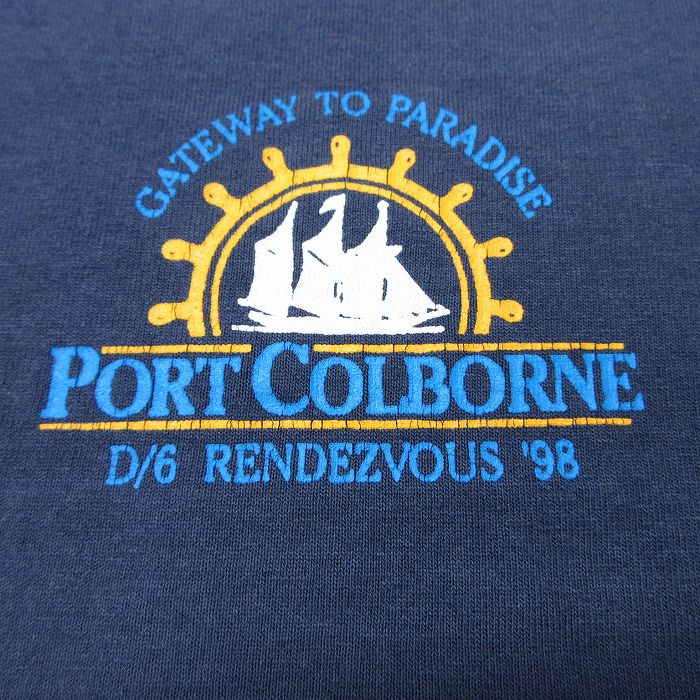 GATEWAY TO PARADISE
PORT COLBORNE
D/6 RENDEZVOUS '98